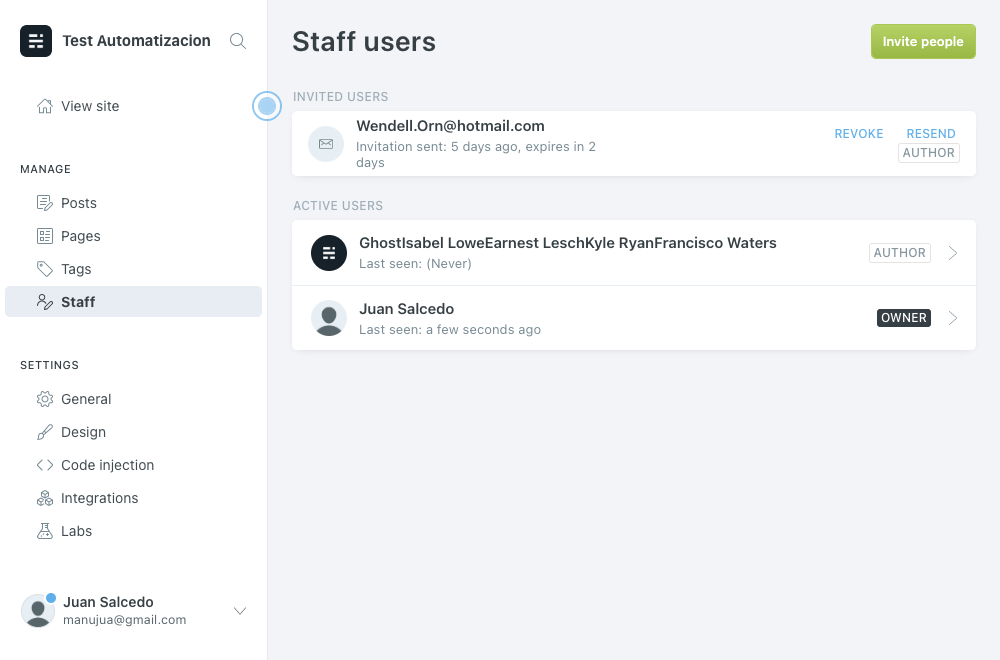 Test Automatizacion
View site
MANAGE
Posts
Pages
Tags
Staff
SETTINGS
General
Design
Code injection
Integrations
Labs
Juan Salcedo
manujua@gmail.com
Staff users
Invite people
INVITED USERS
Wendell.Orn@hotmail.com
Invitation sent: 5 days ago, expires in 2
days
REVOKE RESEND
AUTHOR
ACTIVE USERS
GhostIsabel LoweEarnest LeschKyle RyanFrancisco Waters
Last seen: (Never)
AUTHOR
Juan Salcedo
Last seen: a few seconds ago
OWNER